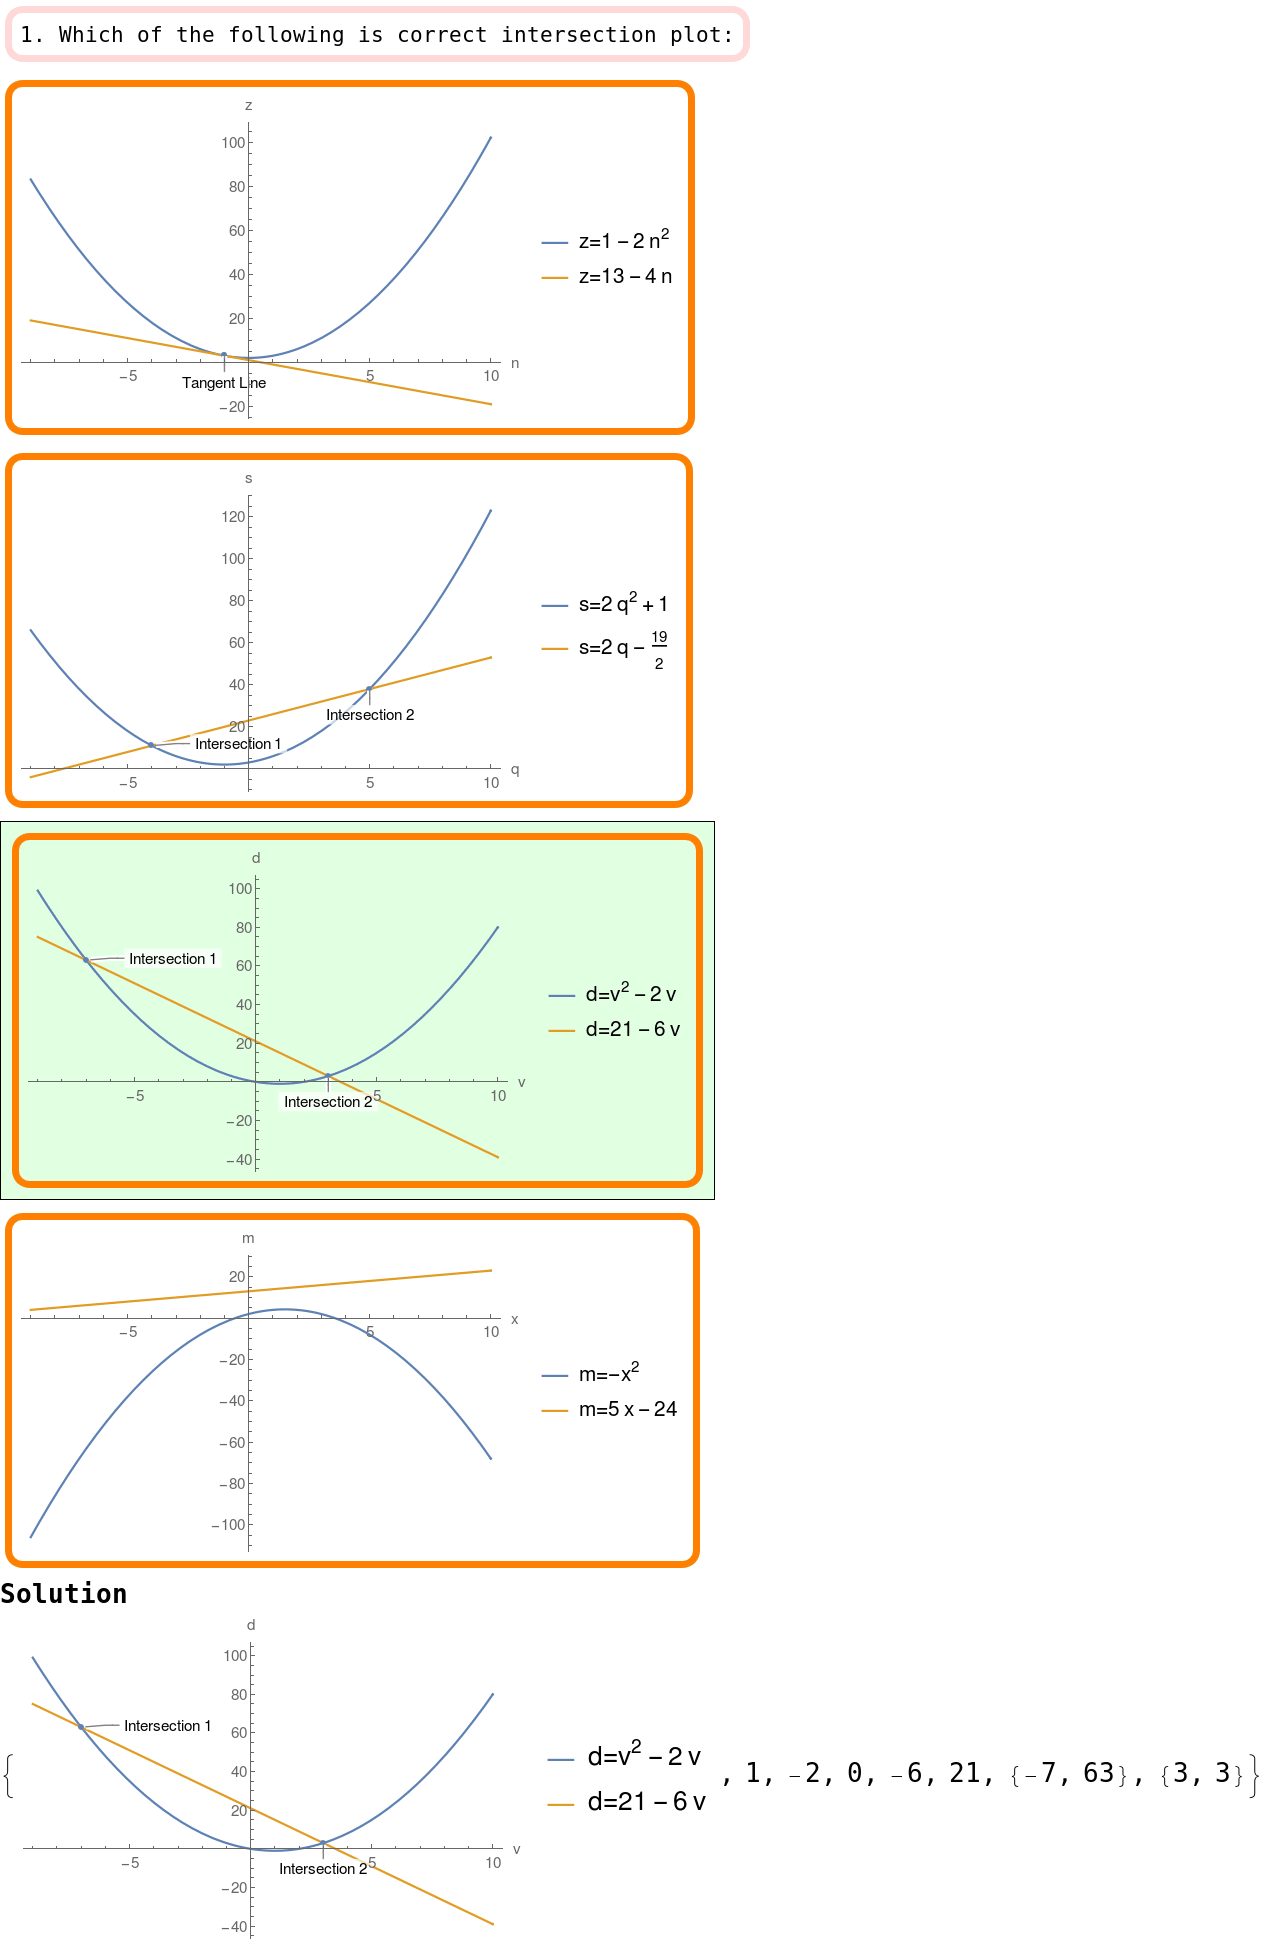 1. Which of the following is correct intersection plot:
z
100
80
60
40
20
−20
−5
5
10
n
Tangent Line
z=1 − 2 n²
z=13 − 4 n
s
120
100
80
60
40
20
−5
5
10
q
Intersection 1
Intersection 2
s=2 q² + 1
s=2 q − 19/2
d
100
80
60
40
20
−20
−40
−5
5
10
v
Intersection 1
Intersection 2
d=v² − 2 v
d=21 − 6 v
m
20
−20
−40
−60
−80
−100
−5
5
10
x
m=−x²
m=5 x − 24
Solution
{
d
100
80
60
40
20
−20
−40
−5
5
10
v
Intersection 1
Intersection 2
d=v² − 2 v
d=21 − 6 v
, 1, −2, 0, −6, 21, {−7, 63}, {3, 3}}